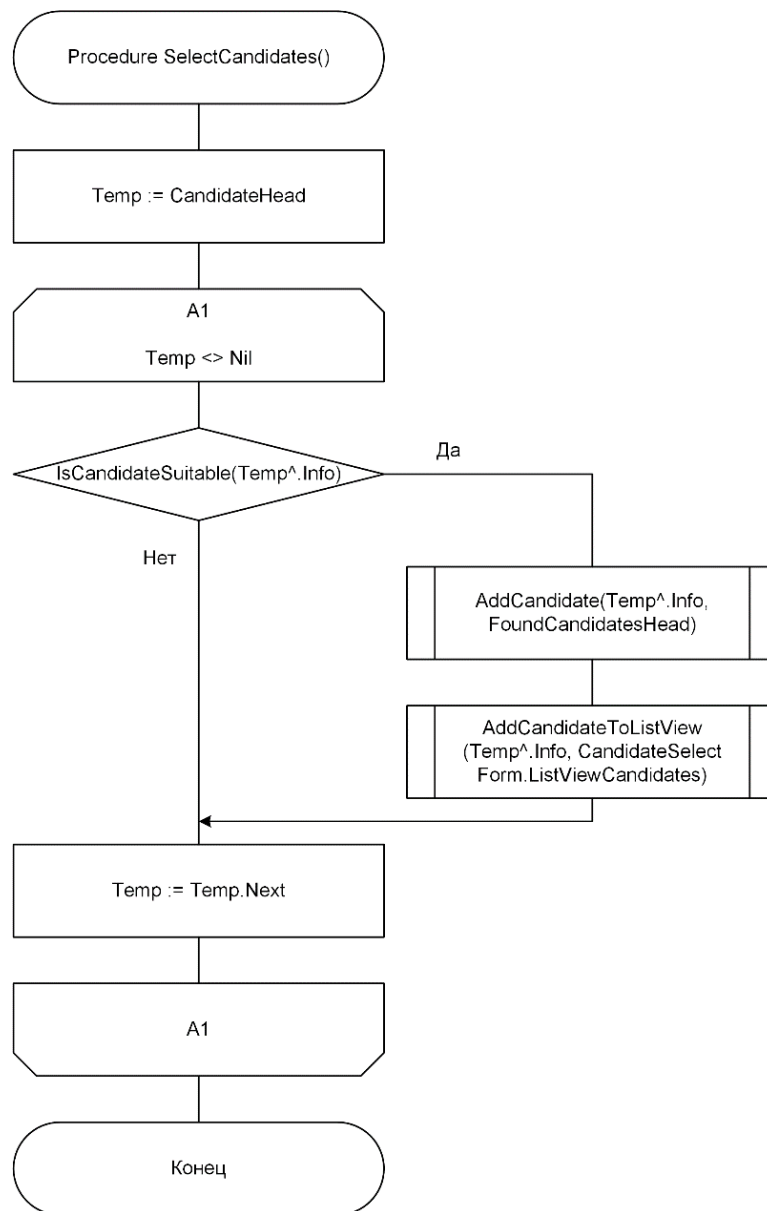 Procedure SelectCandidates()
Temp := CandidateHead
A1
Temp <> Nil
IsCandidateSuitable(Temp^.Info)
Да
Нет
AddCandidate(Temp^.Info,
FoundCandidatesHead)
AddCandidateToListView
(Temp^.Info, CandidateSelect
Form.ListViewCandidates)
Temp := Temp.Next
A1
Конец